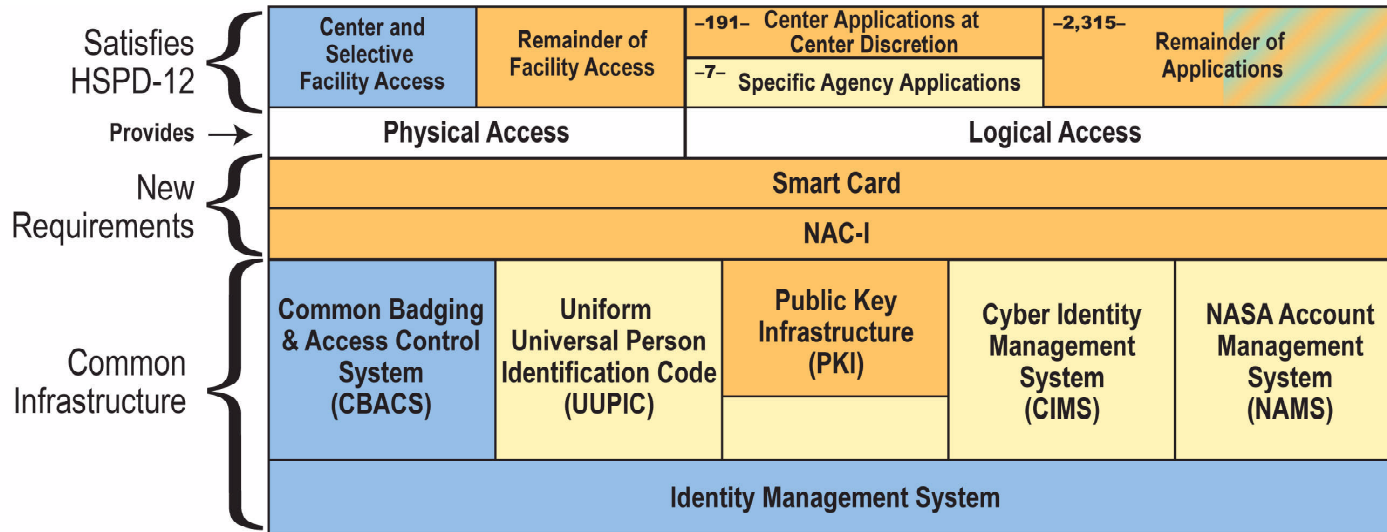 Satisfies
HSPD-12
Center and
Selective
Facility Access
Remainder of
Facility Access
–191– Center Applications at
Center Discretion
–7– Specific Agency Applications
–2,315–
Remainder of
Applications
Provides
Physical Access
Logical Access
New
Requirements
Smart Card
NAC-I
Common
Infrastructure
Common Badging
& Access Control
System
(CBACS)
Uniform
Universal Person
Identification Code
(UUPIC)
Public Key
Infrastructure
(PKI)
Cyber Identity
Management
System
(CIMS)
NASA Account
Management
System
(NAMS)
Identity Management System